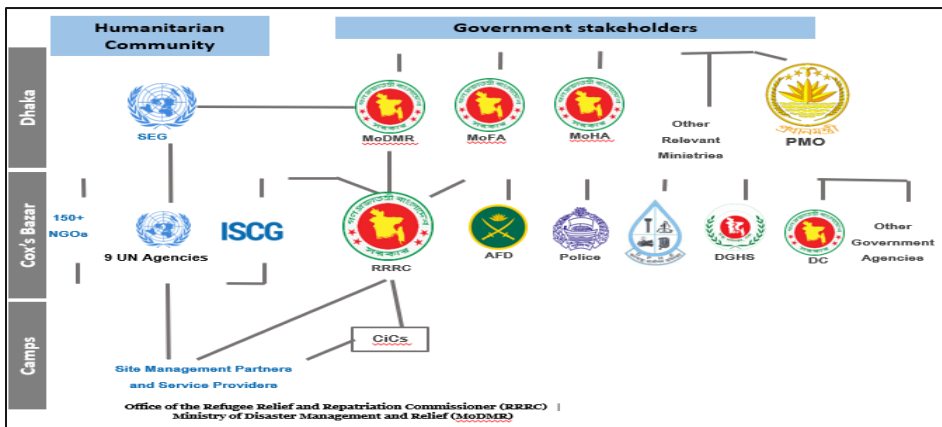 Humanitarian
Community
Government stakeholders
Dhaka
SEG
MoDMR
MoFA
MoHA
Other
Relevant
Ministries
PMO
Cox's Bazar
150+
NGOs
9 UN Agencies
ISCG
RRRC
AFD
Police
DGHS
DC
Other
Government
Agencies
Camps
CiCs
Site Management Partners
and Service Providers
Office of the Refugee Relief and Repatriation Commissioner (RRRC) |
Ministry of Disaster Management and Relief (MoDMR)